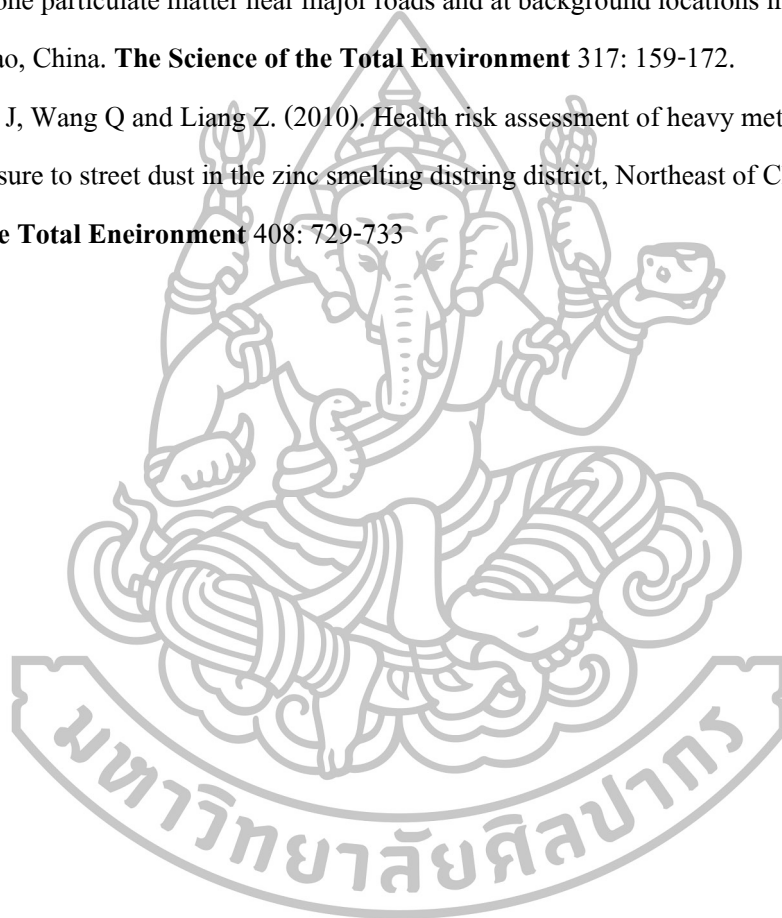 one particulate matter near major roads and at background locations in
ao, China. The Science of the Total Environment 317: 159-172.
J, Wang Q and Liang Z. (2010). Health risk assessment of heavy met
sure to street dust in the zinc smelting distring district, Northeast of C
e Total Eneironment 408: 729-733
มหาวิทยาลัยศิลปากร